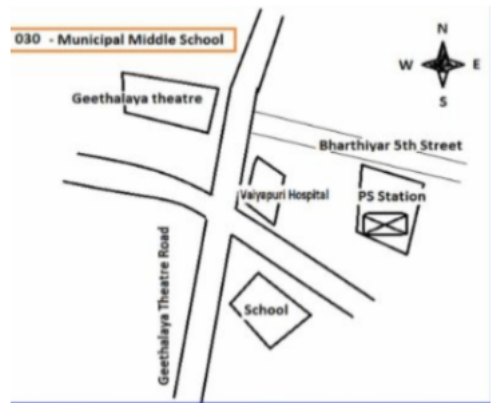 030 - Municipal Middle School
N
W E
S
Geethalaya theatre
Bharthiyar 5th Street
Vaiyapuri Hospital
PS Station
Geethalaya Theatre Road
School